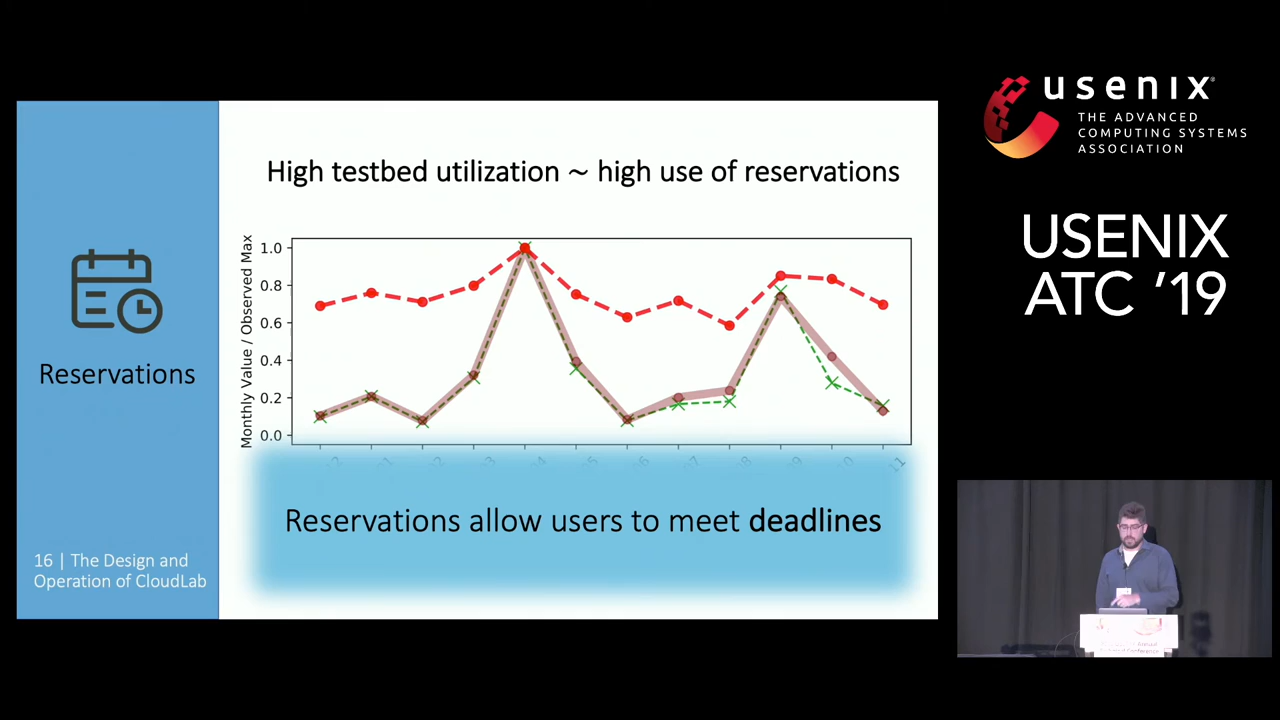 High testbed utilization ~ high use of reservations
Monthly Value / Observed Max
1.0
0.8
0.6
0.4
0.2
0.0
Reservations
Reservations allow users to meet deadlines
16 | The Design and
Operation of CloudLab
usenix
THE ADVANCED
COMPUTING SYSTEMS
ASSOCIATION
USENIX
ATC '19